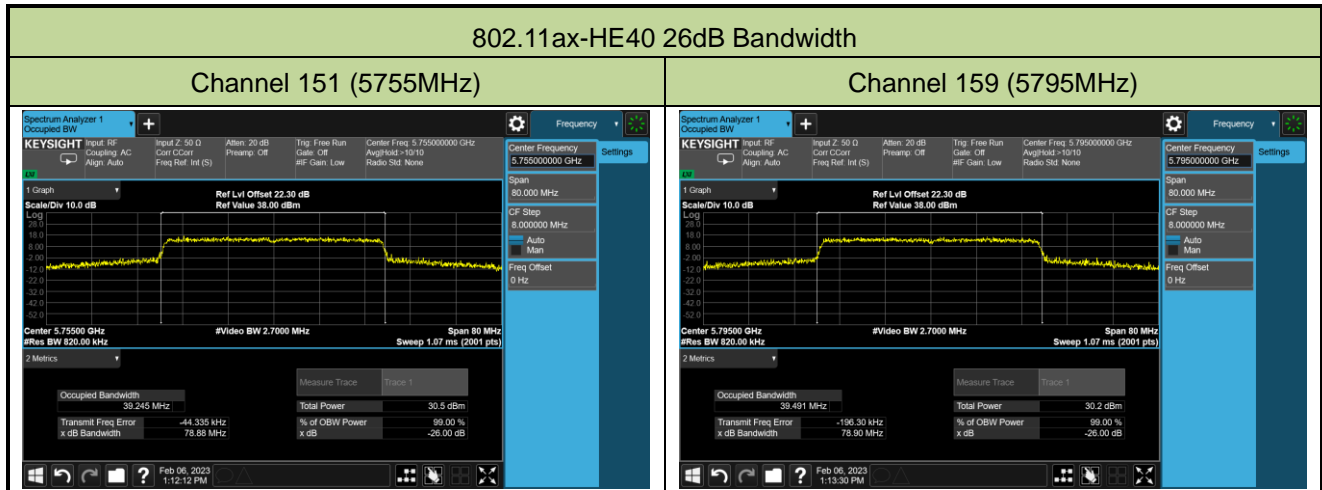 802.11ax-HE40 26dB Bandwidth
Channel 151 (5755MHz)
Channel 159 (5795MHz)
Spectrum Analyzer 1
Occupied BW
+
Frequency
KEYSIGHT
Input: RF
Coupling: AC
Align: Auto
Input Z: 50 Ω
Corr CCorr
Freq Ref: Int (S)
Atten: 20 dB
Preamp: Off
Trig: Free Run
Gate: Off
#IF Gain: Low
Center Freq: 5.755000000 GHz
Avg|Hold:>10/10
Radio Std: None
Center Frequency
5.755000000 GHz
Settings
Span
80.000 MHz
CF Step
8.000000 MHz
Auto
Man
Freq Offset
0 Hz
1 Graph
Scale/Div 10.0 dB
Ref Lvl Offset 22.30 dB
Ref Value 38.00 dBm
Log
28.0
18.0
8.00
-2.00
-12.0
-22.0
-32.0
-42.0
-52.0
Center 5.75500 GHz
#Res BW 820.00 kHz
#Video BW 2.7000 MHz
Span 80 MHz
Sweep 1.07 ms (2001 pts)
2 Metrics
Measure Trace Trace 1
Occupied Bandwidth
39.245 MHz
Total Power 30.5 dBm
Transmit Freq Error -44.335 kHz
% of OBW Power 99.00 %
x dB Bandwidth 78.88 MHz
x dB -26.00 dB
?
Feb 06, 2023
1:12:12 PM
Spectrum Analyzer 1
Occupied BW
+
Frequency
KEYSIGHT
Input: RF
Coupling: AC
Align: Auto
Input Z: 50 Ω
Corr CCorr
Freq Ref: Int (S)
Atten: 20 dB
Preamp: Off
Trig: Free Run
Gate: Off
#IF Gain: Low
Center Freq: 5.795000000 GHz
Avg|Hold:>10/10
Radio Std: None
Center Frequency
5.795000000 GHz
Settings
Span
80.000 MHz
CF Step
8.000000 MHz
Auto
Man
Freq Offset
0 Hz
1 Graph
Scale/Div 10.0 dB
Ref Lvl Offset 22.30 dB
Ref Value 38.00 dBm
Log
28.0
18.0
8.00
-2.00
-12.0
-22.0
-32.0
-42.0
-52.0
Center 5.79500 GHz
#Res BW 820.00 kHz
#Video BW 2.7000 MHz
Span 80 MHz
Sweep 1.07 ms (2001 pts)
2 Metrics
Measure Trace Trace 1
Occupied Bandwidth
39.491 MHz
Total Power 30.2 dBm
Transmit Freq Error -196.30 kHz
% of OBW Power 99.00 %
x dB Bandwidth 78.90 MHz
x dB -26.00 dB
?
Feb 06, 2023
1:13:30 PM